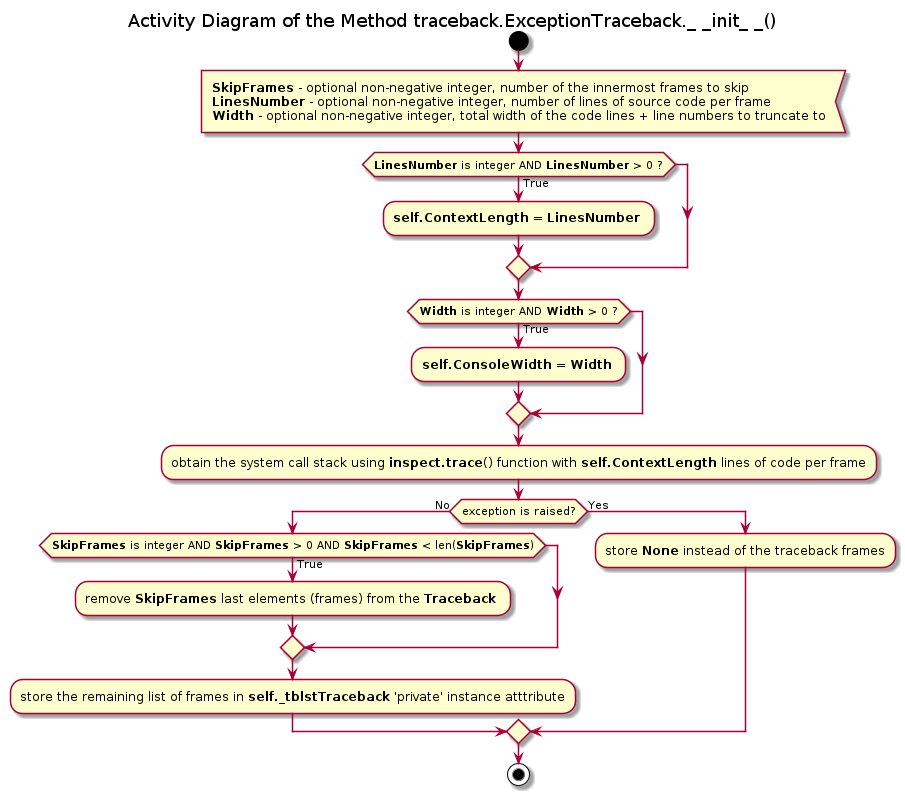 Activity Diagram of the Method traceback.ExceptionTraceback._ _init_ _()
SkipFrames - optional non-negative integer, number of the innermost frames to skip
LinesNumber - optional non-negative integer, number of lines of source code per frame
Width - optional non-negative integer, total width of the code lines + line numbers to truncate to
LinesNumber is integer AND LinesNumber > 0 ?
True
self.ContextLength = LinesNumber
Width is integer AND Width > 0 ?
True
self.ConsoleWidth = Width
obtain the system call stack using inspect.trace() function with self.ContextLength lines of code per frame
No
exception is raised?
Yes
SkipFrames is integer AND SkipFrames > 0 AND SkipFrames < len(SkipFrames)
True
store None instead of the traceback frames
remove SkipFrames last elements (frames) from the Traceback
store the remaining list of frames in self._tblstTraceback 'private' instance atttribute